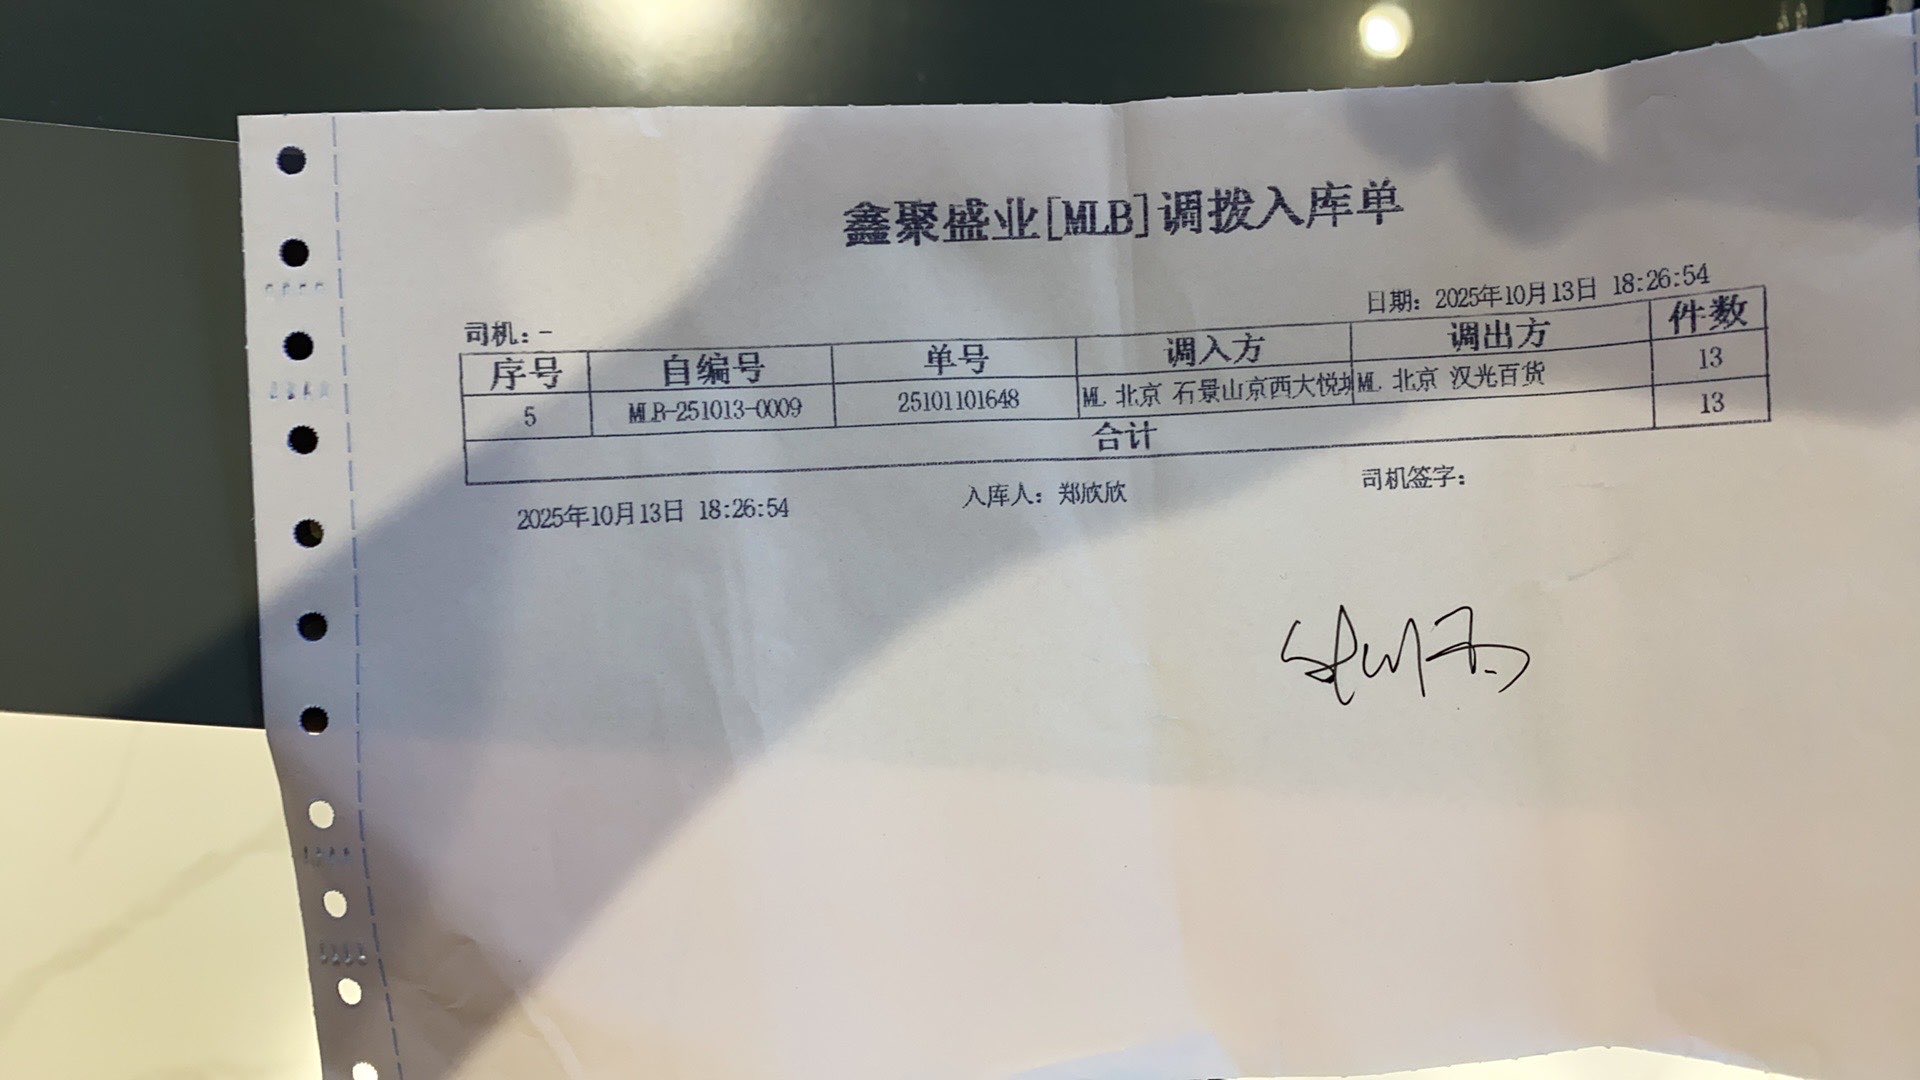 鑫聚盛业[MLB]调拨入库单
司机：- 日期：2025年10月13日 18:26:54
序号 自编号 单号 调入方 调出方 件数
5 MLB-251013-0009 25101101648 ML 北京 石景山京西大悦城 ML 北京 汉光百货 13
合计 13
2025年10月13日 18:26:54 入库人：郑欣欣 司机签字：